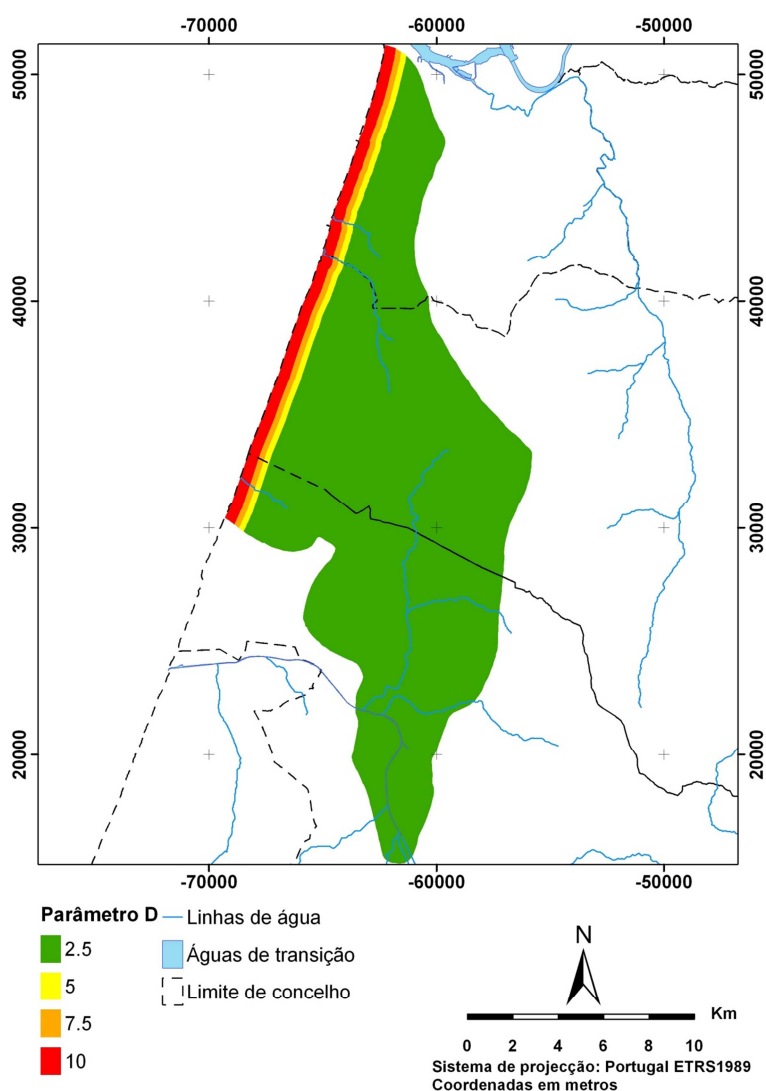 -70000 -60000 -50000
50000 50000
40000 40000
30000 30000
20000 20000
-70000 -60000 -50000
Parâmetro D
2.5
5
7.5
10
Linhas de água
Águas de transição
Limite de concelho
N
Km
0 2 4 6 8 10
Sistema de projecção: Portugal ETRS1989
Coordenadas em metros